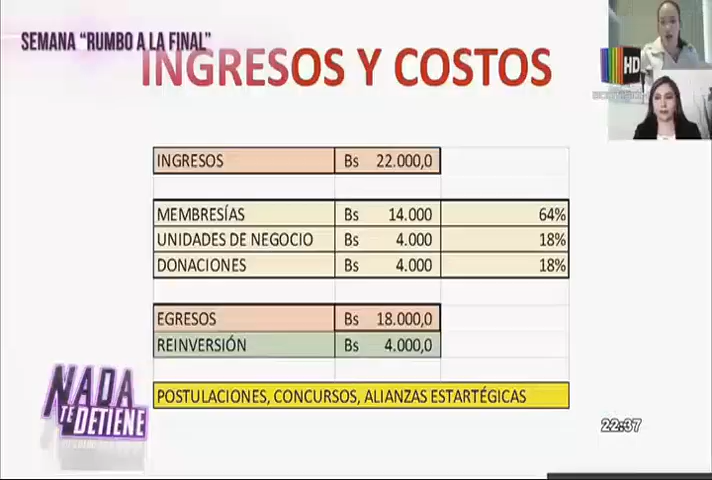 SEMANA "RUMBO A LA FINAL"
INGRESOS Y COSTOS
HD
INGRESOS Bs 22.000,0
MEMBRESÍAS Bs 14.000 64%
UNIDADES DE NEGOCIO Bs 4.000 18%
DONACIONES Bs 4.000 18%
EGRESOS Bs 18.000,0
REINVERSIÓN Bs 4.000,0
POSTULACIONES, CONCURSOS, ALIANZAS ESTARTÉGICAS
NADA
TE DETIENE
22:37